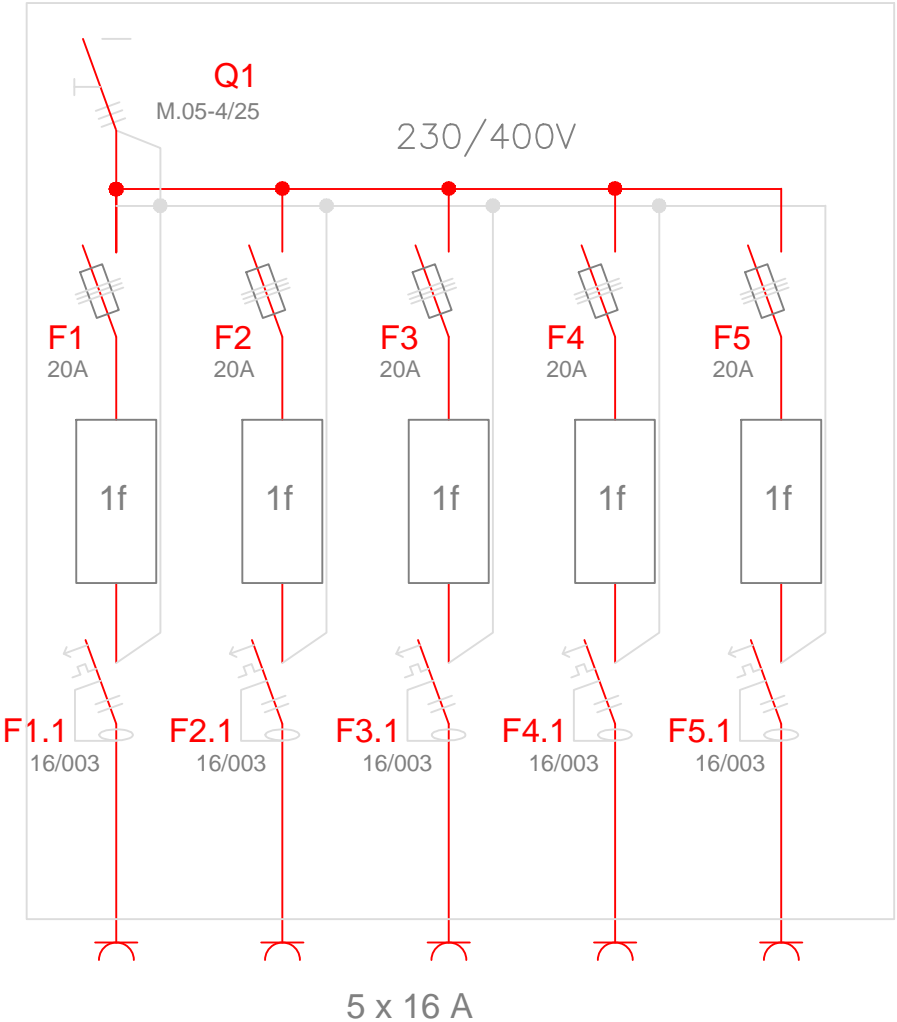 Q1
M.05-4/25
230/400V
F1 F2 F3 F4 F5
20A 20A 20A 20A 20A
1f 1f 1f 1f 1f
F1.1 F2.1 F3.1 F4.1 F5.1
16/003 16/003 16/003 16/003 16/003
5 x 16 A